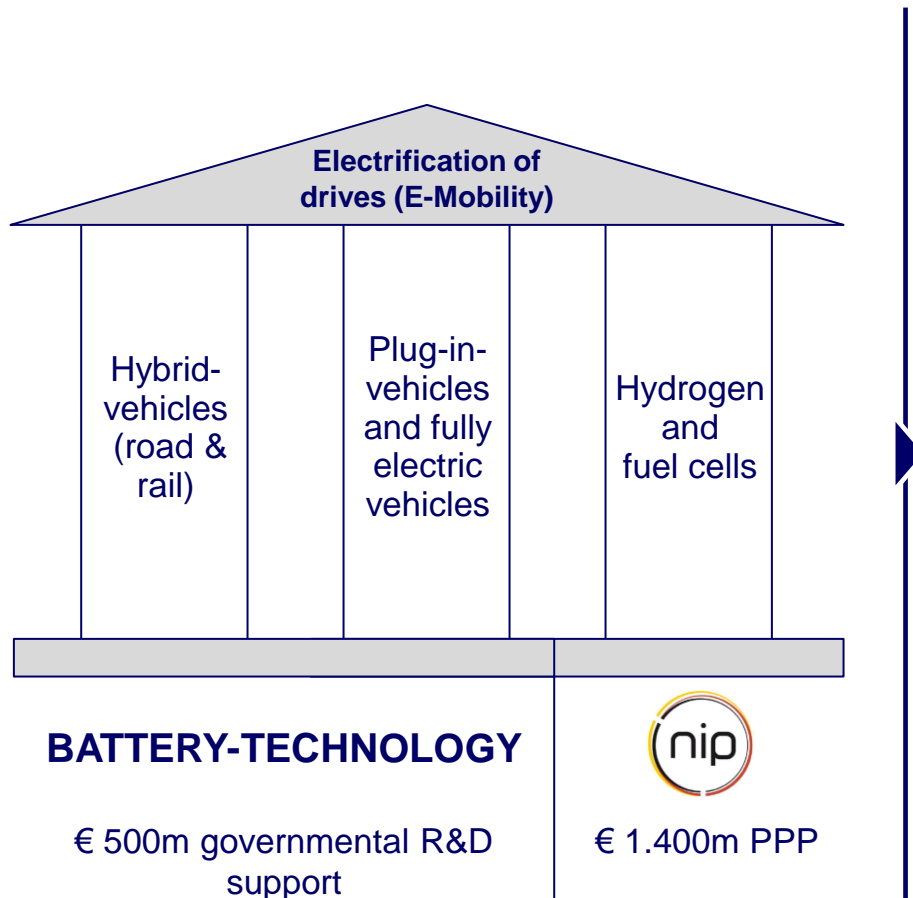 Electrification of
drives (E-Mobility)
Hybrid-
vehicles
(road &
rail)
Plug-in-
vehicles
and fully
electric
vehicles
Hydrogen
and
fuel cells
BATTERY-TECHNOLOGY
€ 500m governmental R&D
support
nip
€ 1.400m PPP